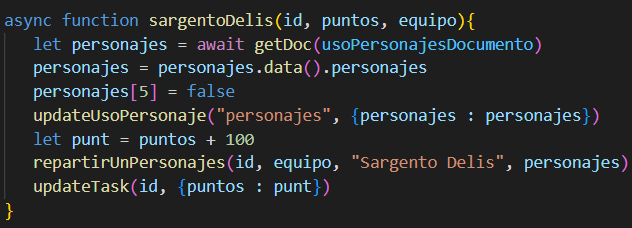 async function sargentoDelis(id, puntos, equipo){
let personajes = await getDoc(usoPersonajesDocumento)
personajes = personajes.data().personajes
personajes[5] = false
updateUsoPersonaje("personajes", {personajes : personajes})
let punt = puntos + 100
repartirUnPersonajes(id, equipo, "Sargento Delis", personajes)
updateTask(id, {puntos : punt})
}